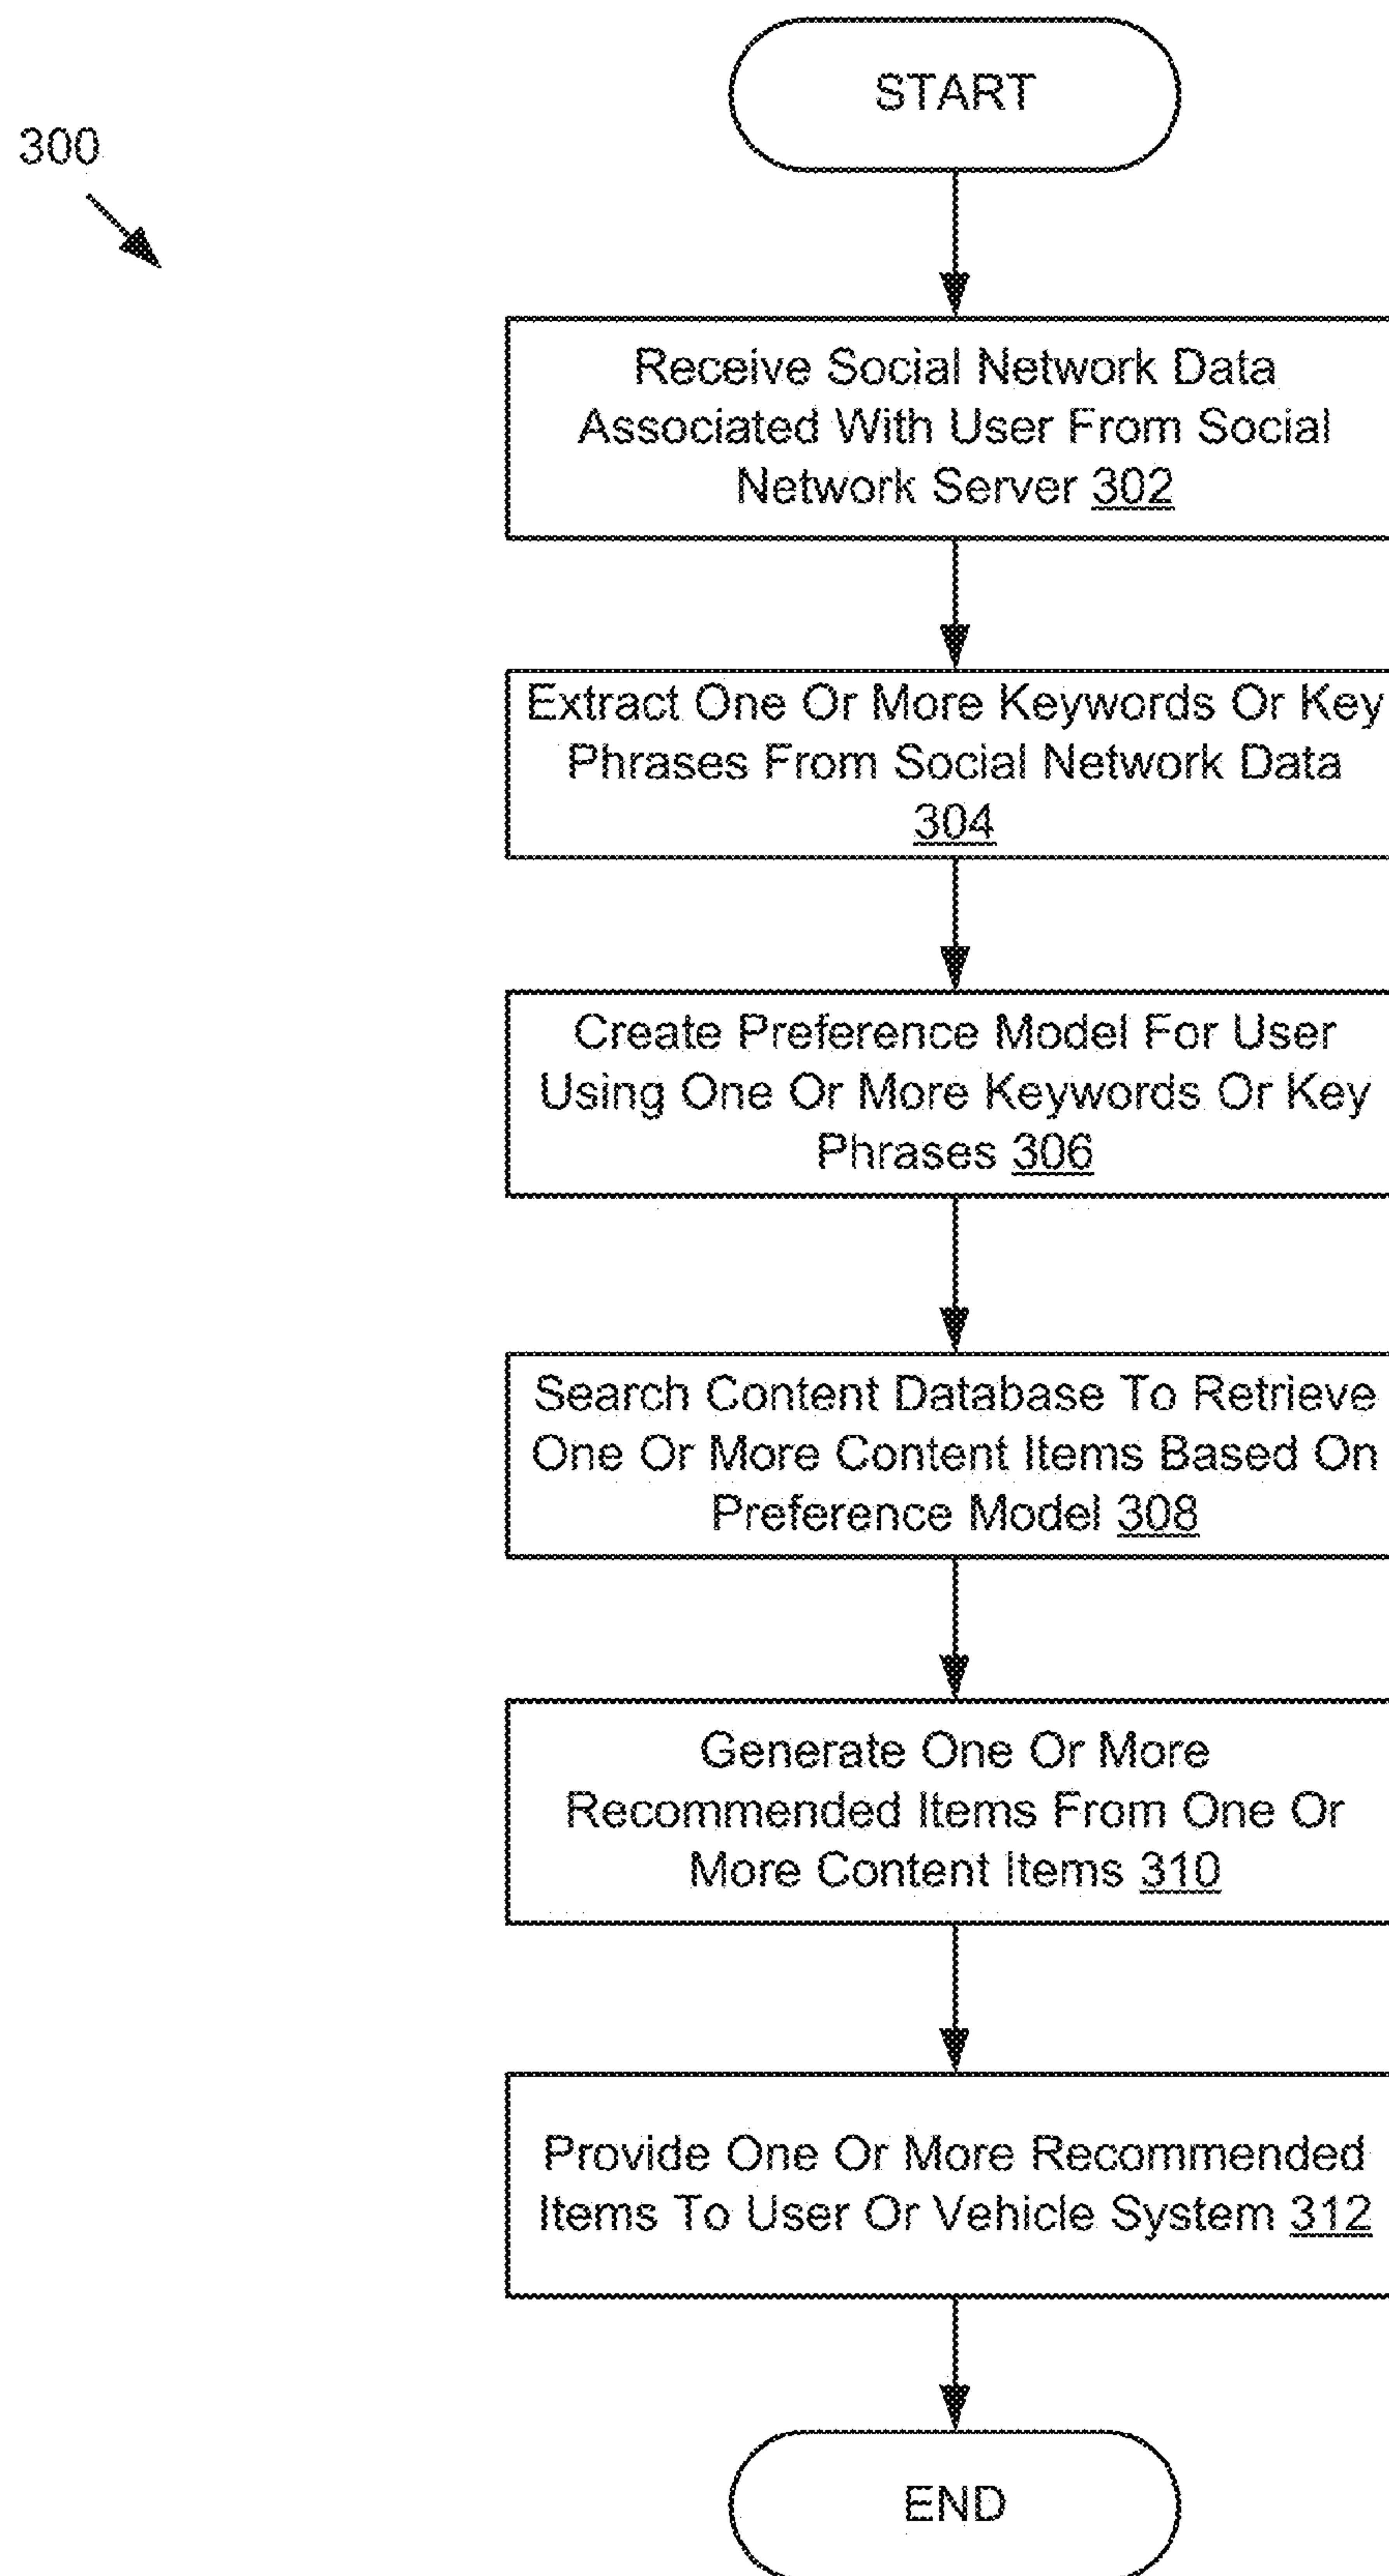 START
300
Receive Social Network Data
Associated With User From Social
Network Server 302
Extract One Or More Keywords Or Key
Phrases From Social Network Data
304
Create Preference Model For User
Using One Or More Keywords Or Key
Phrases 306
Search Content Database To Retrieve
One Or More Content Items Based On
Preference Model 308
Generate One Or More
Recommended Items From One Or
More Content Items 310
Provide One Or More Recommended
Items To User Or Vehicle System 312
END